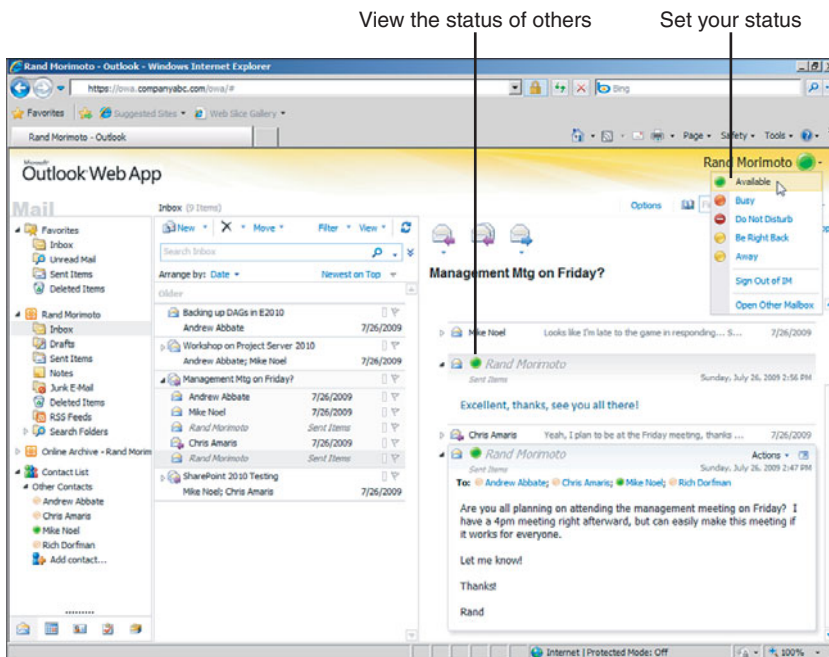 View the status of others
Set your status
Rand Morimoto - Outlook - Windows Internet Explorer
https://owa.companyabc.com/owa/#
Bing
Favorites
Suggested Sites
Web Slice Gallery
Rand Morimoto - Outlook
Page
Safety
Tools
Microsoft
Outlook Web App
Rand Morimoto
Available
Busy
Do Not Disturb
Be Right Back
Away
Sign Out of IM
Open Other Mailbox
Mail
Inbox (9 Items)
Options
Favorites
Inbox
Unread Mail
Sent Items
Deleted Items
Rand Morimoto
Inbox
Drafts
Sent Items
Notes
Junk E-Mail
Deleted Items
RSS Feeds
Search Folders
Online Archive - Rand Morim
Contact List
Other Contacts
Andrew Abbate
Chris Amaris
Mike Noel
Rich Dorfman
Add contact...
New
Move
Filter
View
Search Inbox
Arrange by: Date
Newest on Top
Older
Backing up DAGs in E2010
Andrew Abbate 7/26/2009
Workshop on Project Server 2010
Andrew Abbate; Mike Noel 7/26/2009
Management Mtg on Friday?
Andrew Abbate 7/26/2009
Mike Noel 7/26/2009
Rand Morimoto Sent Items
Chris Amaris 7/26/2009
Rand Morimoto Sent Items
SharePoint 2010 Testing
Mike Noel; Chris Amaris 7/26/2009
Management Mtg on Friday?
Mike Noel Looks like I'm late to the game in responding... S... 7/26/2009
Rand Morimoto
Sent Items Sunday, July 26, 2009 2:56 PM
Excellent, thanks, see you all there!
Chris Amaris Yeah, I plan to be at the Friday meeting, thanks ... 7/26/2009
Rand Morimoto Actions
Sent Items Sunday, July 26, 2009 2:47 PM
To: Andrew Abbate; Chris Amaris; Mike Noel; Rich Dorfman
Are you all planning on attending the management meeting on Friday? I
have a 4pm meeting right afterward, but can easily make this meeting if
it works for everyone.
Let me know!
Thanks!
Rand
Internet | Protected Mode: Off
100%